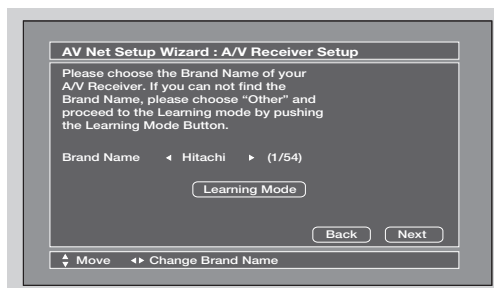 AV Net Setup Wizard : A/V Receiver Setup
Please choose the Brand Name of your
A/V Receiver. If you can not find the
Brand Name, please choose “Other” and
proceed to the Learning mode by pushing
the Learning Mode Button.
Brand Name ◄ Hitachi ► (1/54)
Learning Mode
Back Next
▲▼ Move ◄► Change Brand Name